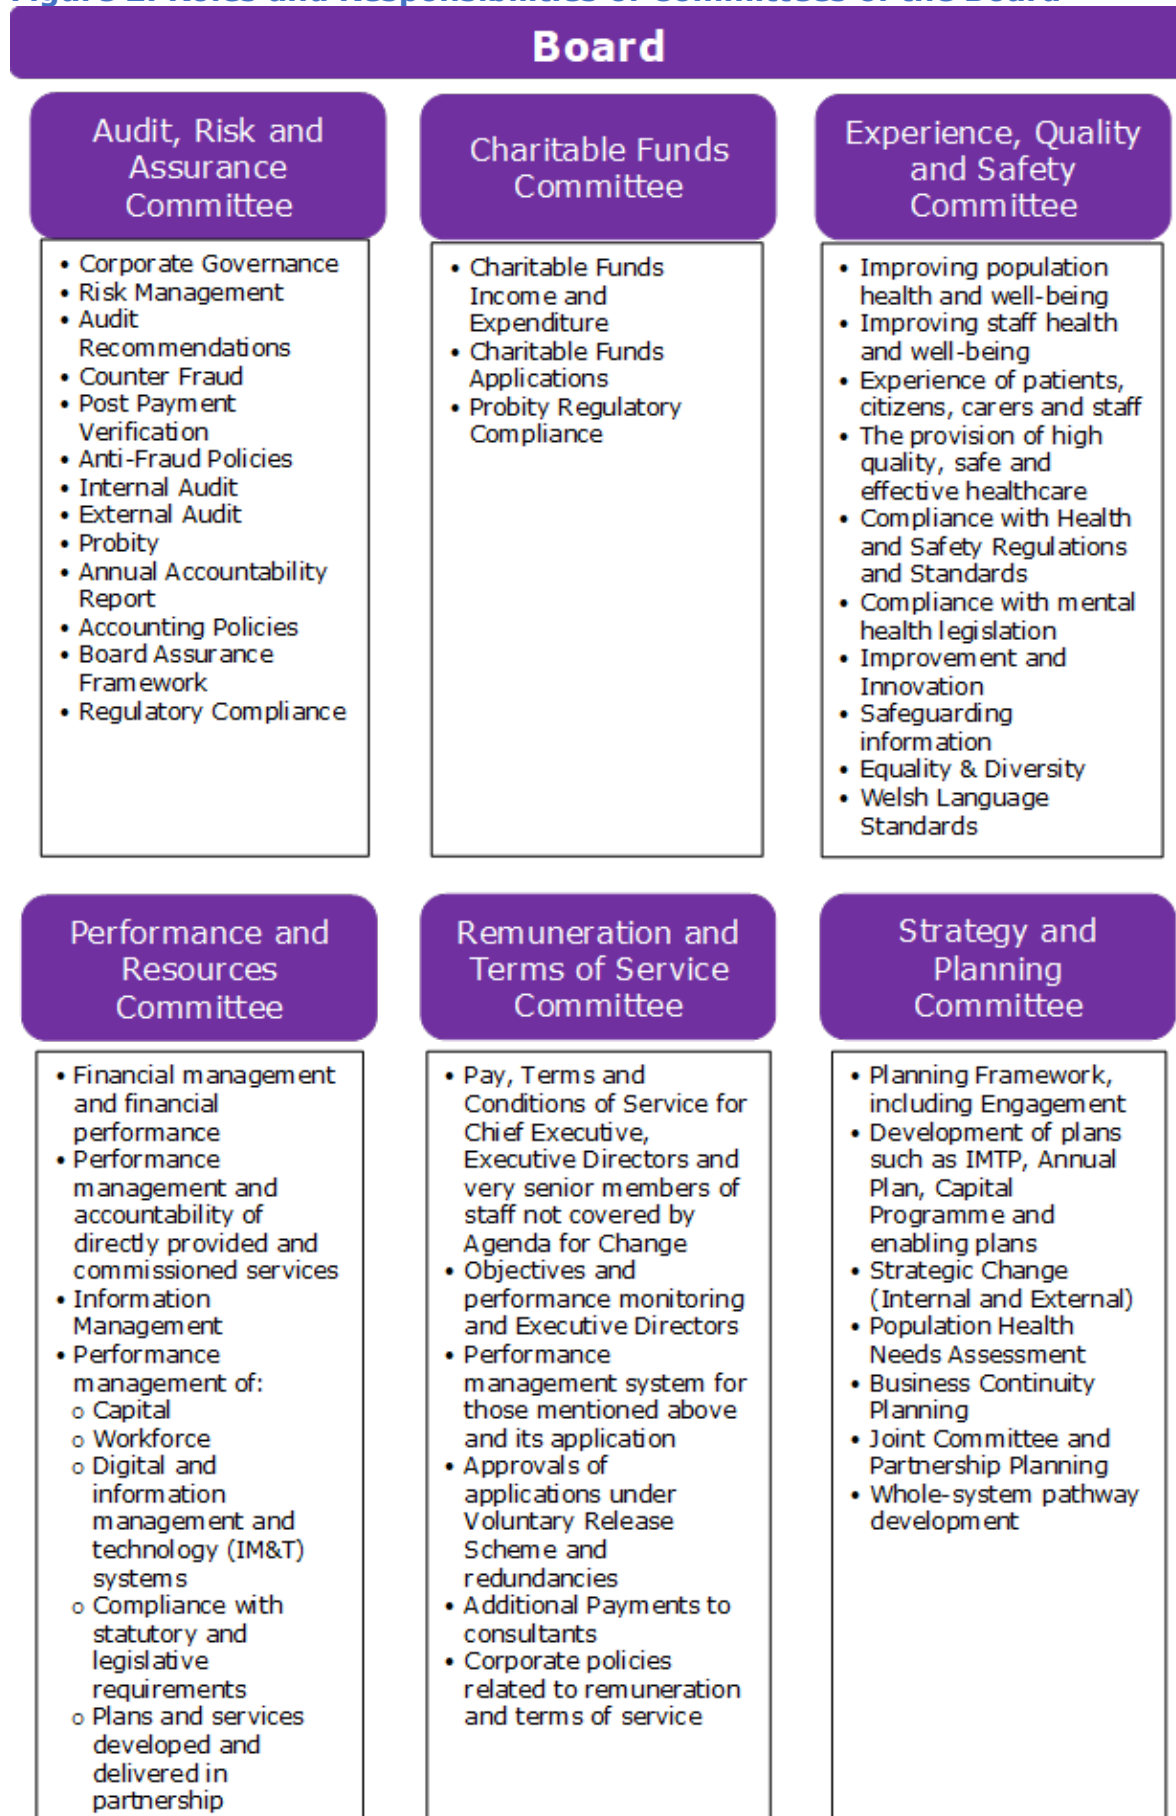 Figure 2: Roles and Responsibilities of Committees of the Board
Board
Audit, Risk and
Assurance
Committee
• Corporate Governance
• Risk Management
• Audit
Recommendations
• Counter Fraud
• Post Payment
Verification
• Anti-Fraud Policies
• Internal Audit
• External Audit
• Probity
• Annual Accountability
Report
• Accounting Policies
• Board Assurance
Framework
• Regulatory Compliance
Charitable Funds
Committee
• Charitable Funds
Income and
Expenditure
• Charitable Funds
Applications
• Probity Regulatory
Compliance
Experience, Quality
and Safety
Committee
• Improving population
health and well-being
• Improving staff health
and well-being
• Experience of patients,
citizens, carers and staff
• The provision of high
quality, safe and
effective healthcare
• Compliance with Health
and Safety Regulations
and Standards
• Compliance with mental
health legislation
• Improvement and
Innovation
• Safeguarding
information
• Equality & Diversity
• Welsh Language
Standards
Performance and
Resources
Committee
• Financial management
and financial
performance
• Performance
management and
accountability of
directly provided and
commissioned services
• Information
Management
• Performance
management of:
o Capital
o Workforce
o Digital and
information
management and
technology (IM&T)
systems
o Compliance with
statutory and
legislative
requirements
o Plans and services
developed and
delivered in
partnership
Remuneration and
Terms of Service
Committee
• Pay, Terms and
Conditions of Service for
Chief Executive,
Executive Directors and
very senior members of
staff not covered by
Agenda for Change
• Objectives and
performance monitoring
and Executive Directors
• Performance
management system for
those mentioned above
and its application
• Approvals of
applications under
Voluntary Release
Scheme and
redundancies
• Additional Payments to
consultants
• Corporate policies
related to remuneration
and terms of service
Strategy and
Planning
Committee
• Planning Framework,
including Engagement
• Development of plans
such as IMTP, Annual
Plan, Capital
Programme and
enabling plans
• Strategic Change
(Internal and External)
• Population Health
Needs Assessment
• Business Continuity
Planning
• Joint Committee and
Partnership Planning
• Whole-system pathway
development